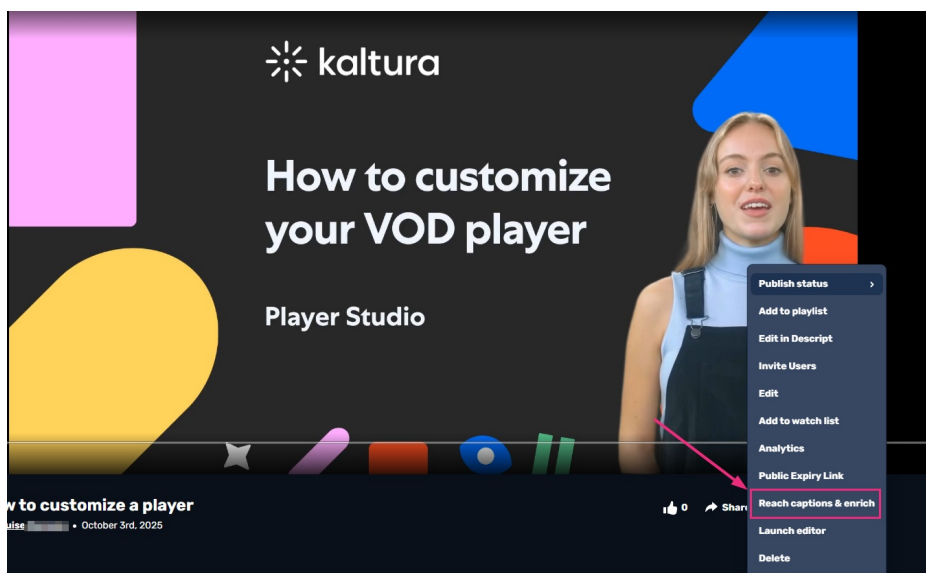 kaltura
How to customize
your VOD player
Player Studio
Publish status
Add to playlist
Edit in Descript
Invite Users
Edit
Add to watch list
Analytics
Public Expiry Link
Reach captions & enrich
Launch editor
Delete
to customize a player
0
October 3rd, 2025